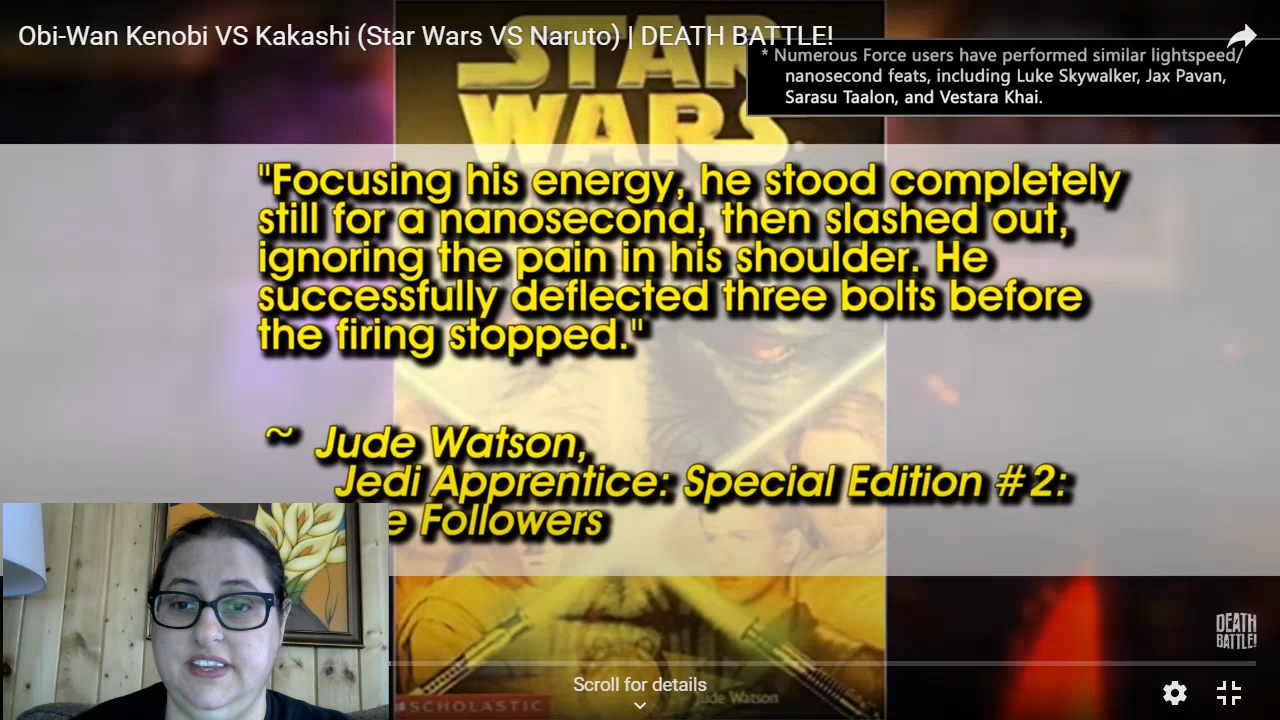 Obi-Wan Kenobi VS Kakashi (Star Wars VS Naruto) | DEATH BATTLE!
* Numerous Force users have performed similar lightspeed/
nanosecond feats, including Luke Skywalker, Jax Pavan,
Sarasu Taalon, and Vestara Khai.
STAR
WARS
"Focusing his energy, he stood completely
still for a nanosecond, then slashed out,
ignoring the pain in his shoulder. He
successfully deflected three bolts before
the firing stopped."
~ Jude Watson,
Jedi Apprentice: Special Edition #2:
e Followers
DEATH
BATTLE!
Scroll for details
Jude Watson
SCHOLASTIC